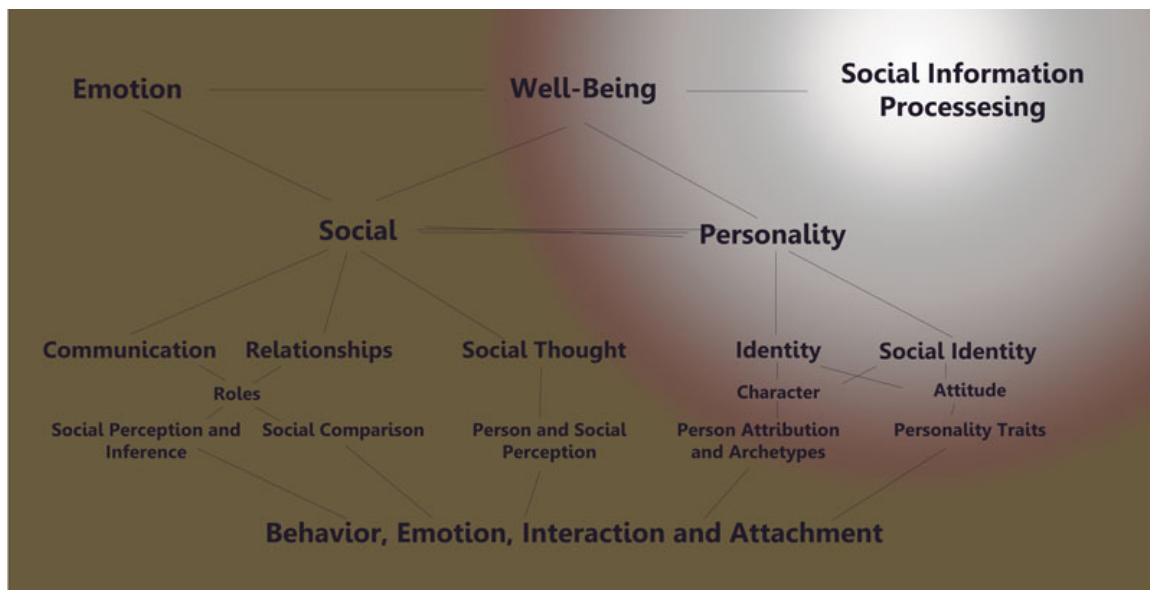 Emotion
Well-Being
Social Information
Processesing
Social
Personality
Communication
Relationships
Social Thought
Identity
Social Identity
Roles
Character
Attitude
Social Perception and
Inference
Social Comparison
Person and Social
Perception
Person Attribution
and Archetypes
Personality Traits
Behavior, Emotion, Interaction and Attachment